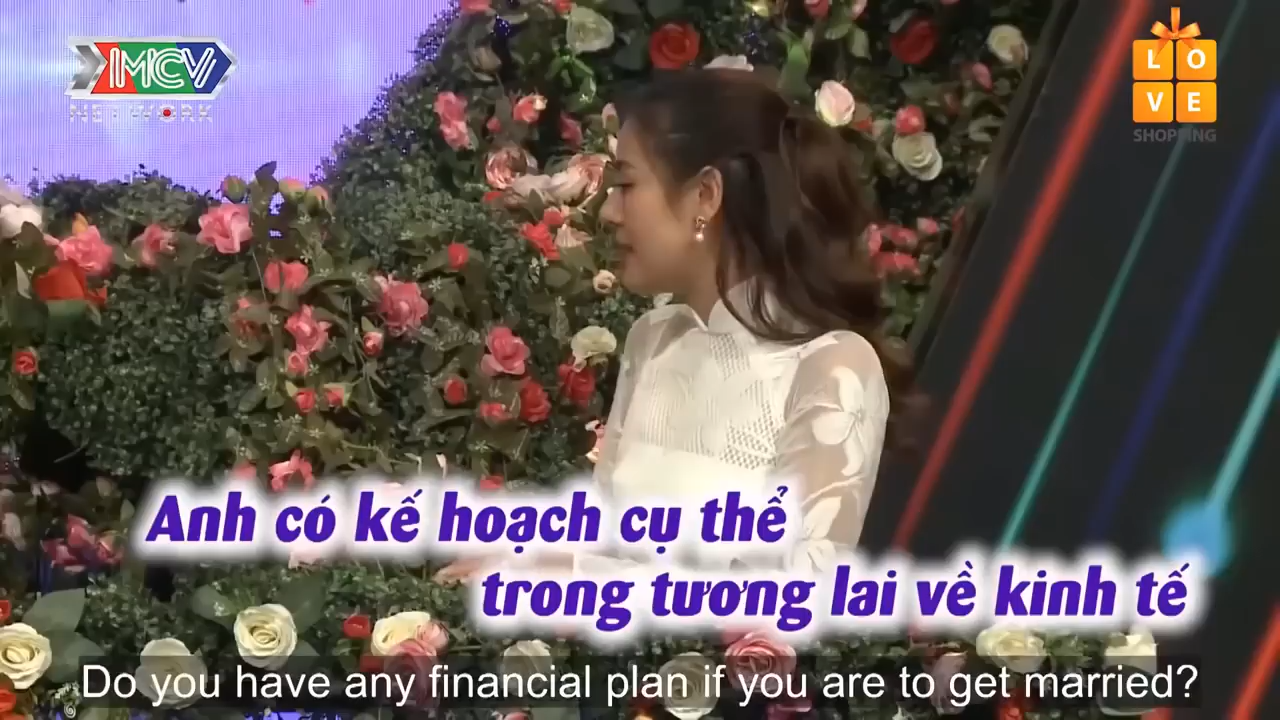 MCV
NETWORK
LOVE
SHOPPING
Anh có kế hoạch cụ thể
trong tương lai về kinh tế
Do you have any financial plan if you are to get married?